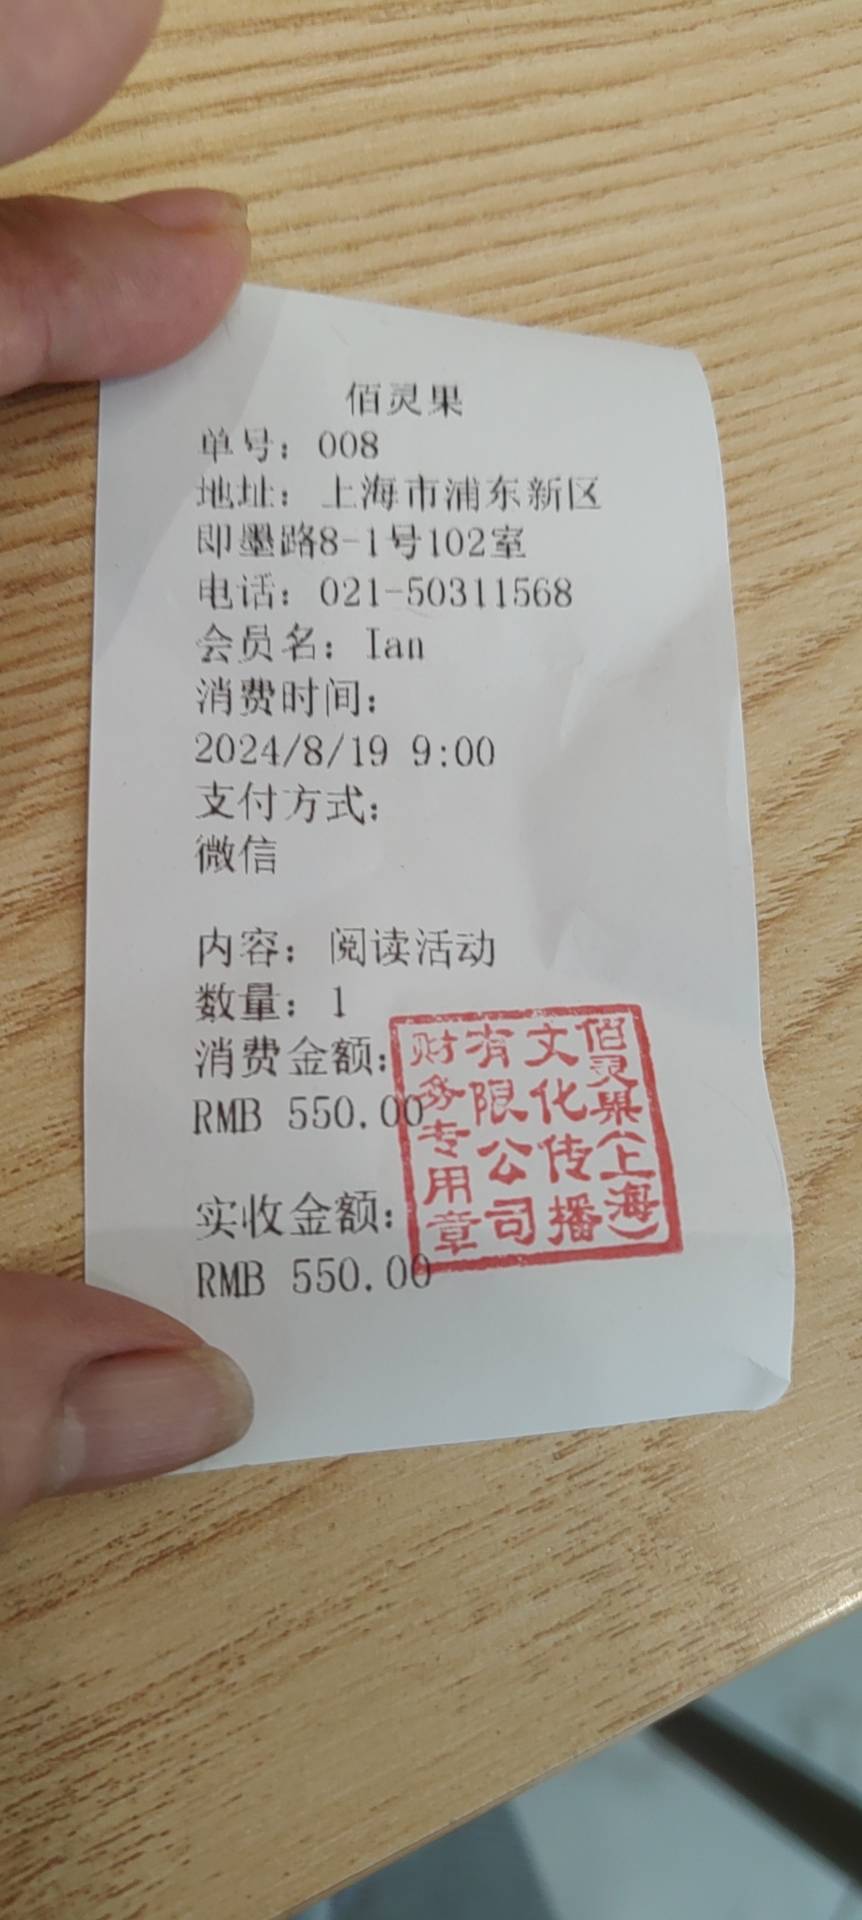 佰灵果
单号：008
地址：上海市浦东新区
即墨路8-1号102室
电话：021-50311568
会员名：Ian
消费时间：
2024/8/19 9:00
支付方式：
微信
内容：阅读活动
数量：1
消费金额：
RMB 550.00
实收金额：
RMB 550.00
佰灵果（上海）
文化传播
有限公司
财务专用章